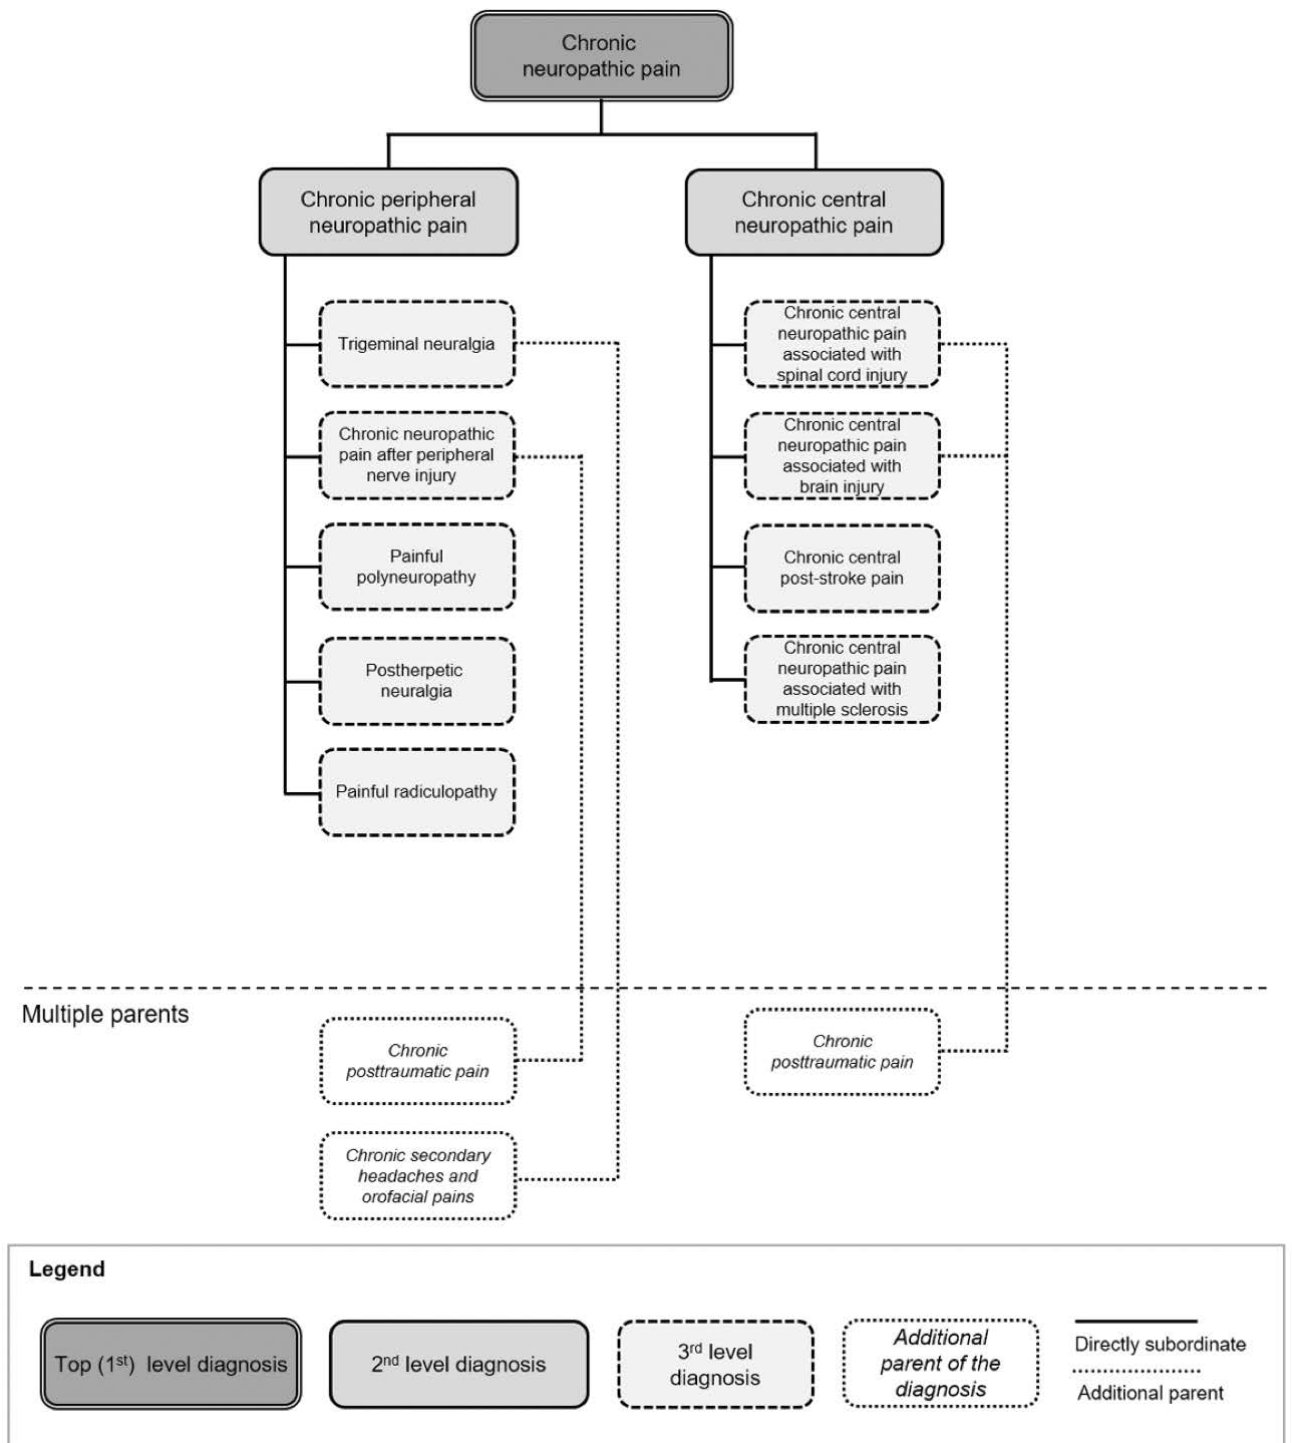 Chronic
neuropathic pain
Chronic peripheral
neuropathic pain
Chronic central
neuropathic pain
Trigeminal neuralgia
Chronic neuropathic
pain after peripheral
nerve injury
Painful
polyneuropathy
Postherpetic
neuralgia
Painful radiculopathy
Chronic central
neuropathic pain
associated with
spinal cord injury
Chronic central
neuropathic pain
associated with
brain injury
Chronic central
post-stroke pain
Chronic central
neuropathic pain
associated with
multiple sclerosis
Multiple parents
Chronic
posttraumatic pain
Chronic secondary
headaches and
orofacial pains
Chronic
posttraumatic pain
Legend
Top (1st) level diagnosis
2nd level diagnosis
3rd level
diagnosis
Additional
parent of the
diagnosis
Directly subordinate
Additional parent